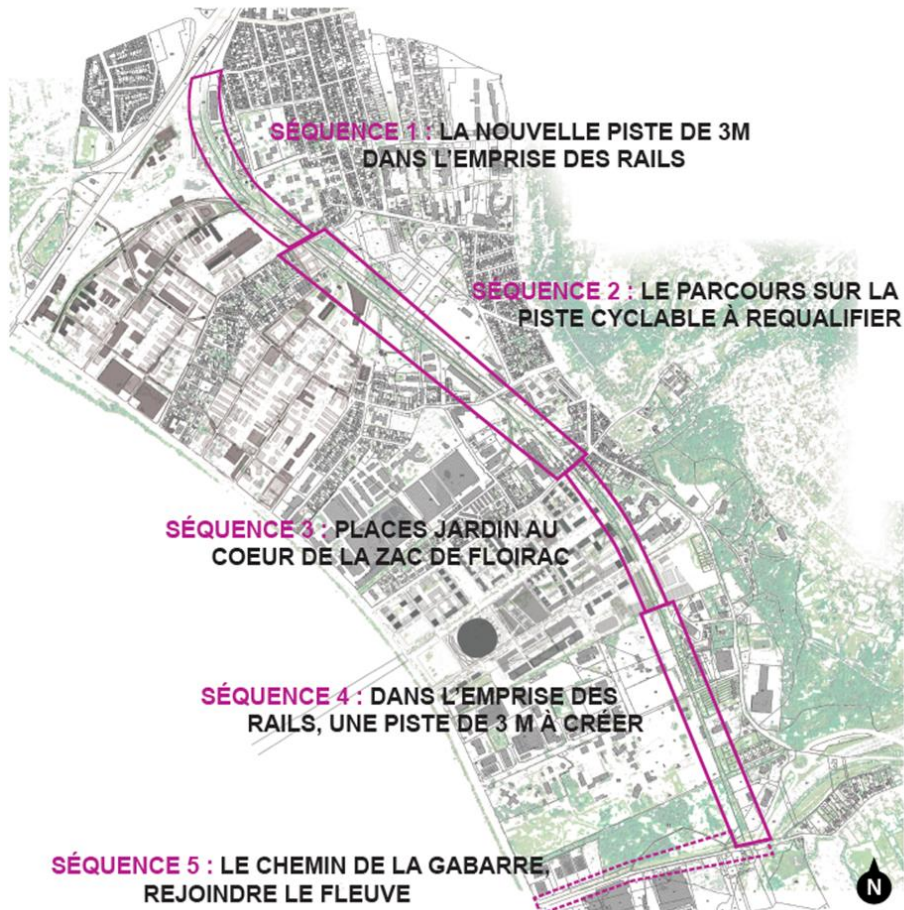 SÉQUENCE 1 : LA NOUVELLE PISTE DE 3M
DANS L'EMPRISE DES RAILS
SÉQUENCE 2 : LE PARCOURS SUR LA
PISTE CYCLABLE À REQUALIFIER
SÉQUENCE 3 : PLACES JARDIN AU
COEUR DE LA ZAC DE FLOIRAC
SÉQUENCE 4 : DANS L'EMPRISE DES
RAILS, UNE PISTE DE 3 M À CRÉER
SÉQUENCE 5 : LE CHEMIN DE LA GABARRE,
REJOINDRE LE FLEUVE
N